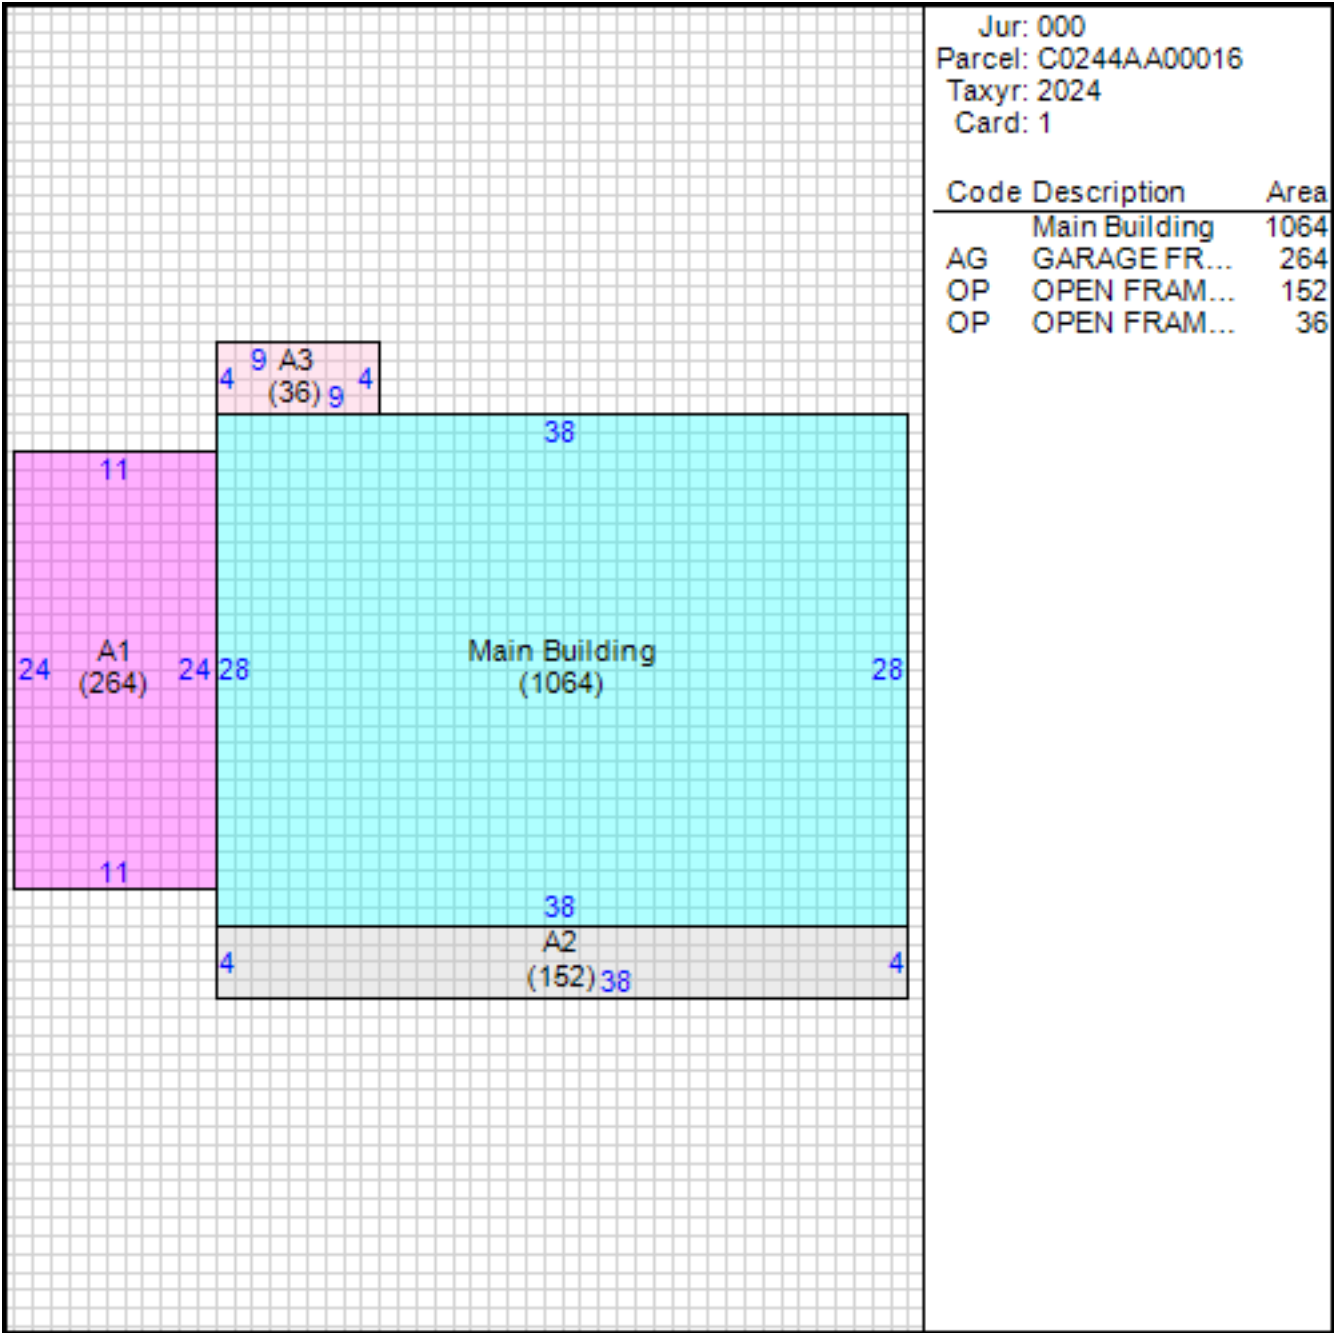 Jur: 000
Parcel: C0244AA00016
Taxyr: 2024
Card: 1
Code Description Area
Main Building 1064
AG GARAGE FR... 264
OP OPEN FRAM... 152
OP OPEN FRAM... 36
9 A3
4 4
(36) 9
38
11
A1
(264)
24 24
28 28
Main Building
(1064)
11
38
A2
4 4
(152) 38